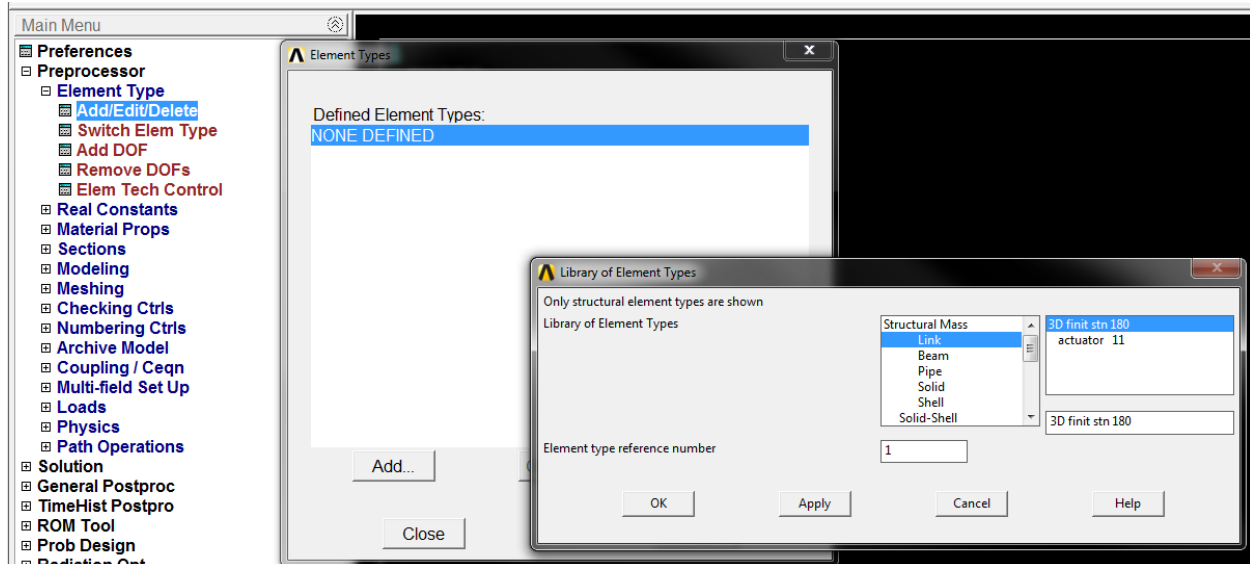 Main Menu
Preferences
Preprocessor
Element Type
Add/Edit/Delete
Switch Elem Type
Add DOF
Remove DOFs
Elem Tech Control
Real Constants
Material Props
Sections
Modeling
Meshing
Checking Ctrls
Numbering Ctrls
Archive Model
Coupling / Ceqn
Multi-field Set Up
Loads
Physics
Path Operations
Solution
General Postproc
TimeHist Postpro
ROM Tool
Prob Design
Radiation Opt
Element Types
Defined Element Types:
NONE DEFINED
Add...
Close
Library of Element Types
Only structural element types are shown
Library of Element Types
Structural Mass
Link
Beam
Pipe
Solid
Shell
Solid-Shell
3D finit stn 180
actuator 11
3D finit stn 180
Element type reference number
1
OK
Apply
Cancel
Help